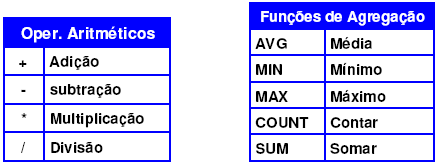 Oper. Aritméticos
+ Adição
- subtração
* Multiplicação
/ Divisão
Funções de Agregação
AVG Média
MIN Mínimo
MAX Máximo
COUNT Contar
SUM Somar